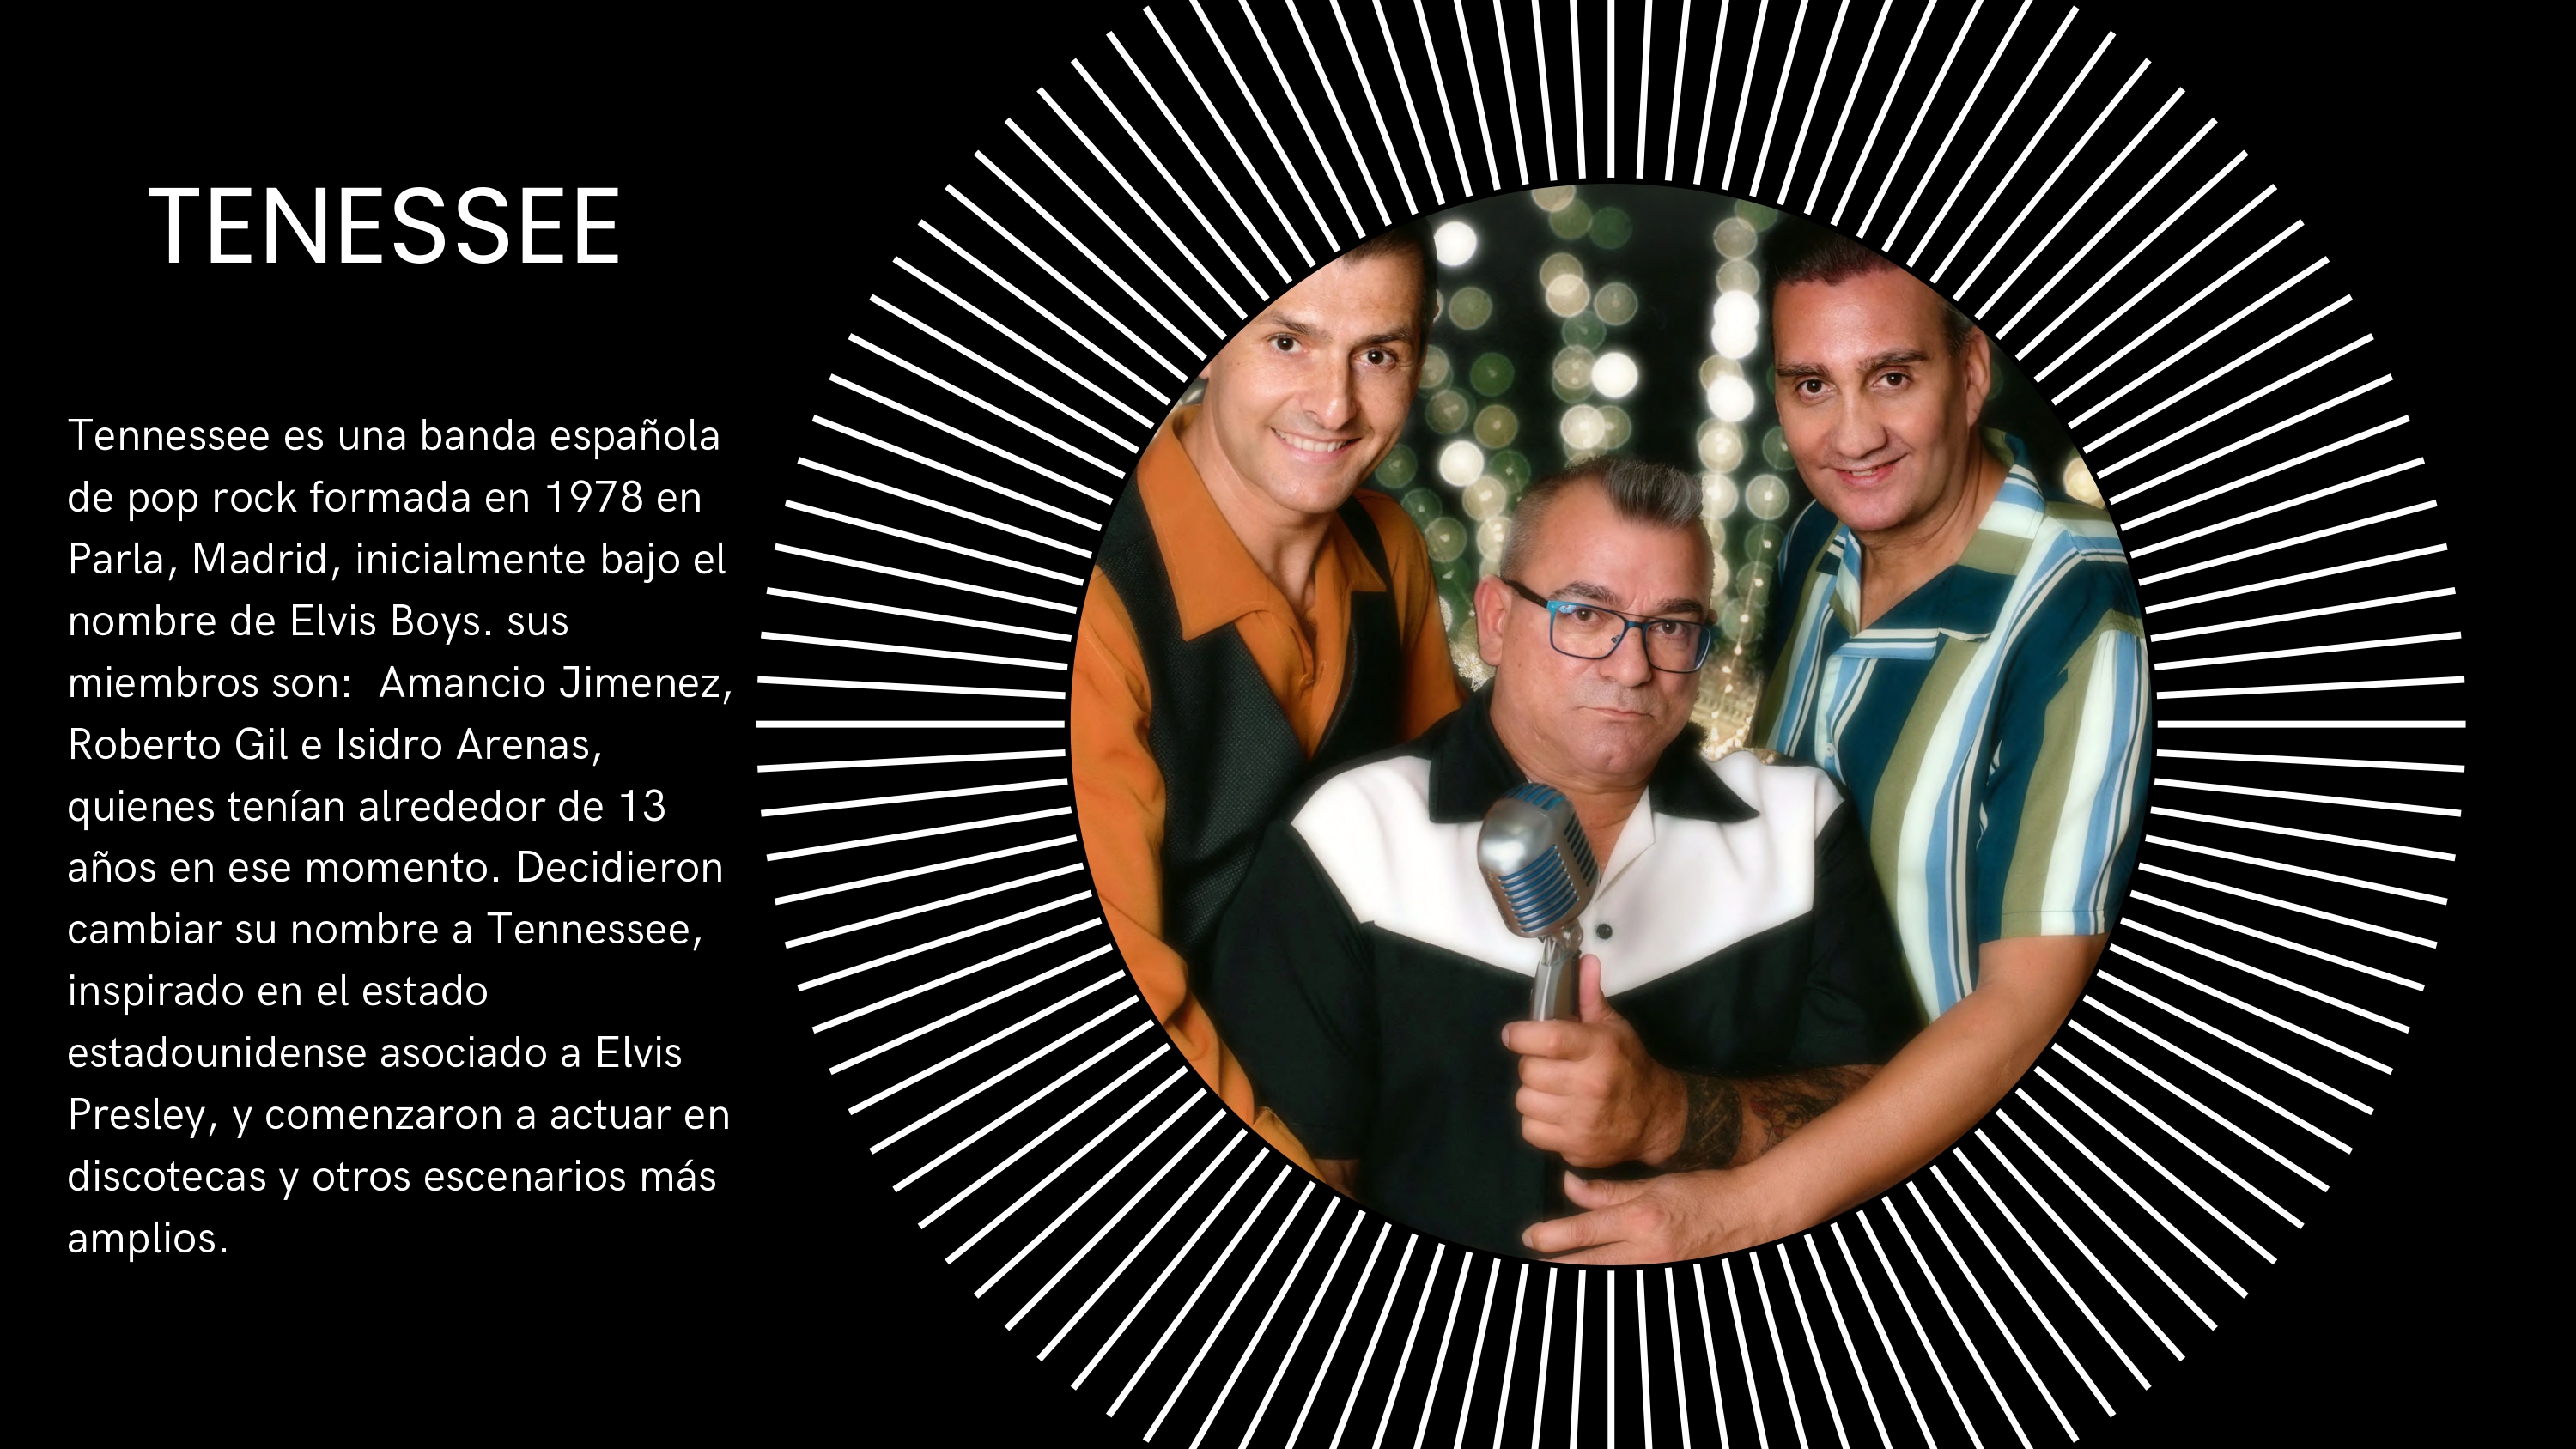 TENESSEE
Tennessee es una banda española
de pop rock formada en 1978 en
Parla, Madrid, inicialmente bajo el
nombre de Elvis Boys. sus
miembros son:  Amancio Jimenez,
Roberto Gil e Isidro Arenas,
quienes tenían alrededor de 13
años en ese momento. Decidieron
cambiar su nombre a Tennessee,
inspirado en el estado
estadounidense asociado a Elvis
Presley, y comenzaron a actuar en
discotecas y otros escenarios más
amplios.